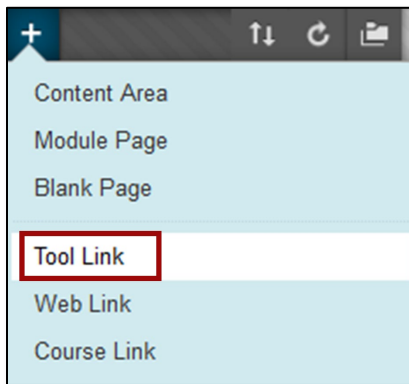 Content Area
Module Page
Blank Page
Tool Link
Web Link
Course Link